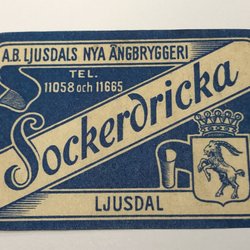 A.B. LJUSDALS NYA ÅNGBRYGGERI
TEL.
11058 och 11665
Sockerdricka
LJUSDAL